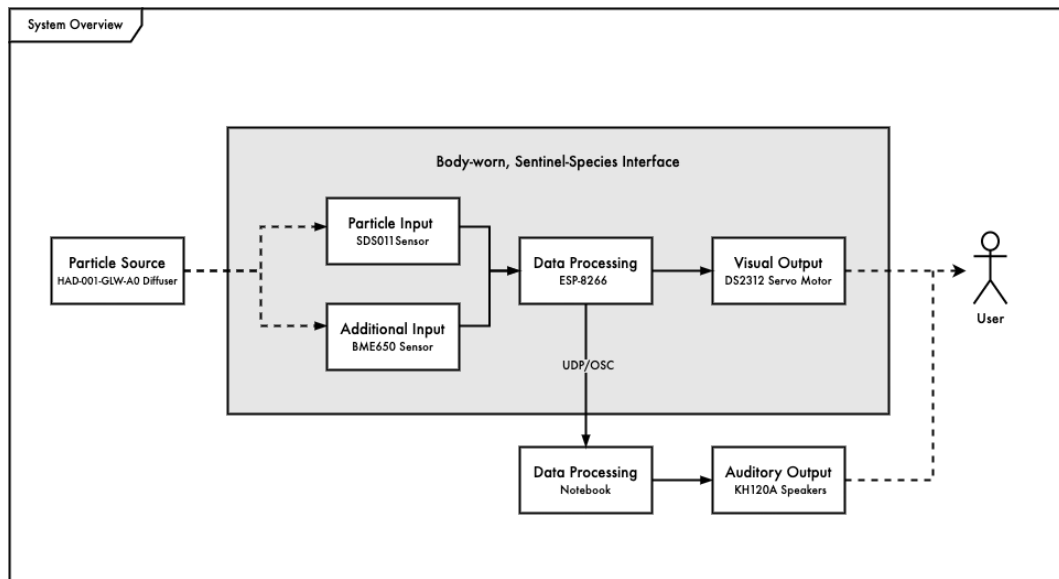 System Overview
Body-worn, Sentinel-Species Interface
Particle Source
HAD-001-GLW-A0 Diffuser
Particle Input
SDS011Sensor
Additional Input
BME650 Sensor
Data Processing
ESP-8266
Visual Output
DS2312 Servo Motor
User
UDP/OSC
Data Processing
Notebook
Auditory Output
KH120A Speakers